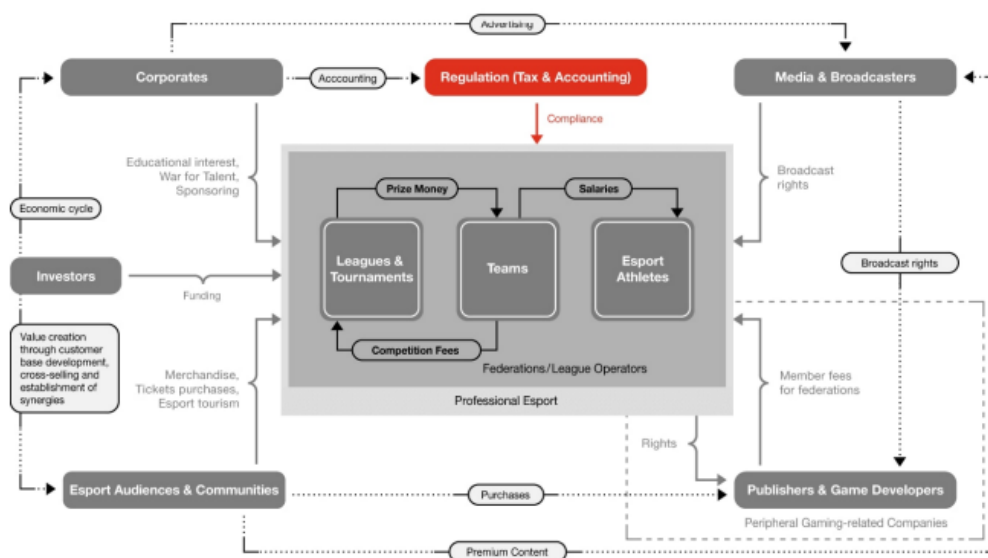 Advertising
Corporates
Acccounting
Regulation (Tax & Accounting)
Media & Broadcasters
Compliance
Educational interest,
War for Talent,
Sponsoring
Broadcast
rights
Prize Money
Salaries
Economic cycle
Leagues &
Tournaments
Teams
Esport
Athletes
Investors
Funding
Broadcast rights
Value creation
through customer
base development,
cross-selling and
establishment of
synergies
Competition Fees
Federations/League Operators
Merchandise,
Tickets purchases,
Esport tourism
Member fees
for federations
Professional Esport
Rights
Esport Audiences & Communities
Purchases
Publishers & Game Developers
Peripheral Gaming-related Companies
Premium Content